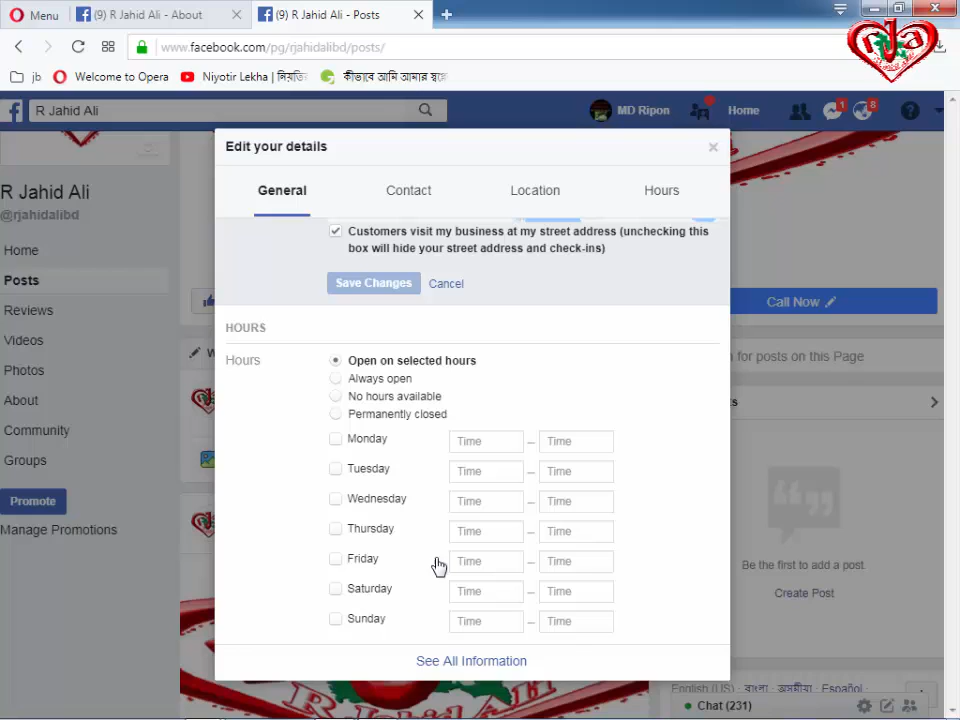 Menu
(9) R Jahid Ali - About
(9) R Jahid Ali - Posts
rja
www.facebook.com/pg/rjahidalibd/posts/
jb
Welcome to Opera
Niyotir Lekha |
কীভাবে আমি আমার
R Jahid Ali
MD Ripon
Home
1
8
Edit your details
General
Contact
Location
Hours
R Jahid Ali
@rjahidalibd
Home
Posts
Reviews
Videos
Photos
About
Community
Groups
Promote
Manage Promotions
Customers visit my business at my street address (unchecking this
box will hide your street address and check-ins)
Save Changes
Cancel
Call Now
HOURS
for posts on this Page
Hours
Open on selected hours
Always open
No hours available
Permanently closed
Monday
Time – Time
Tuesday
Time – Time
Wednesday
Time – Time
Thursday
Time – Time
Friday
Time – Time
Saturday
Time – Time
Sunday
Time – Time
See All Information
Be the first to add a post.
Create Post
English (US) · বাংলা · অসমীয়া · Español
Chat (231)
R Jahid Ali